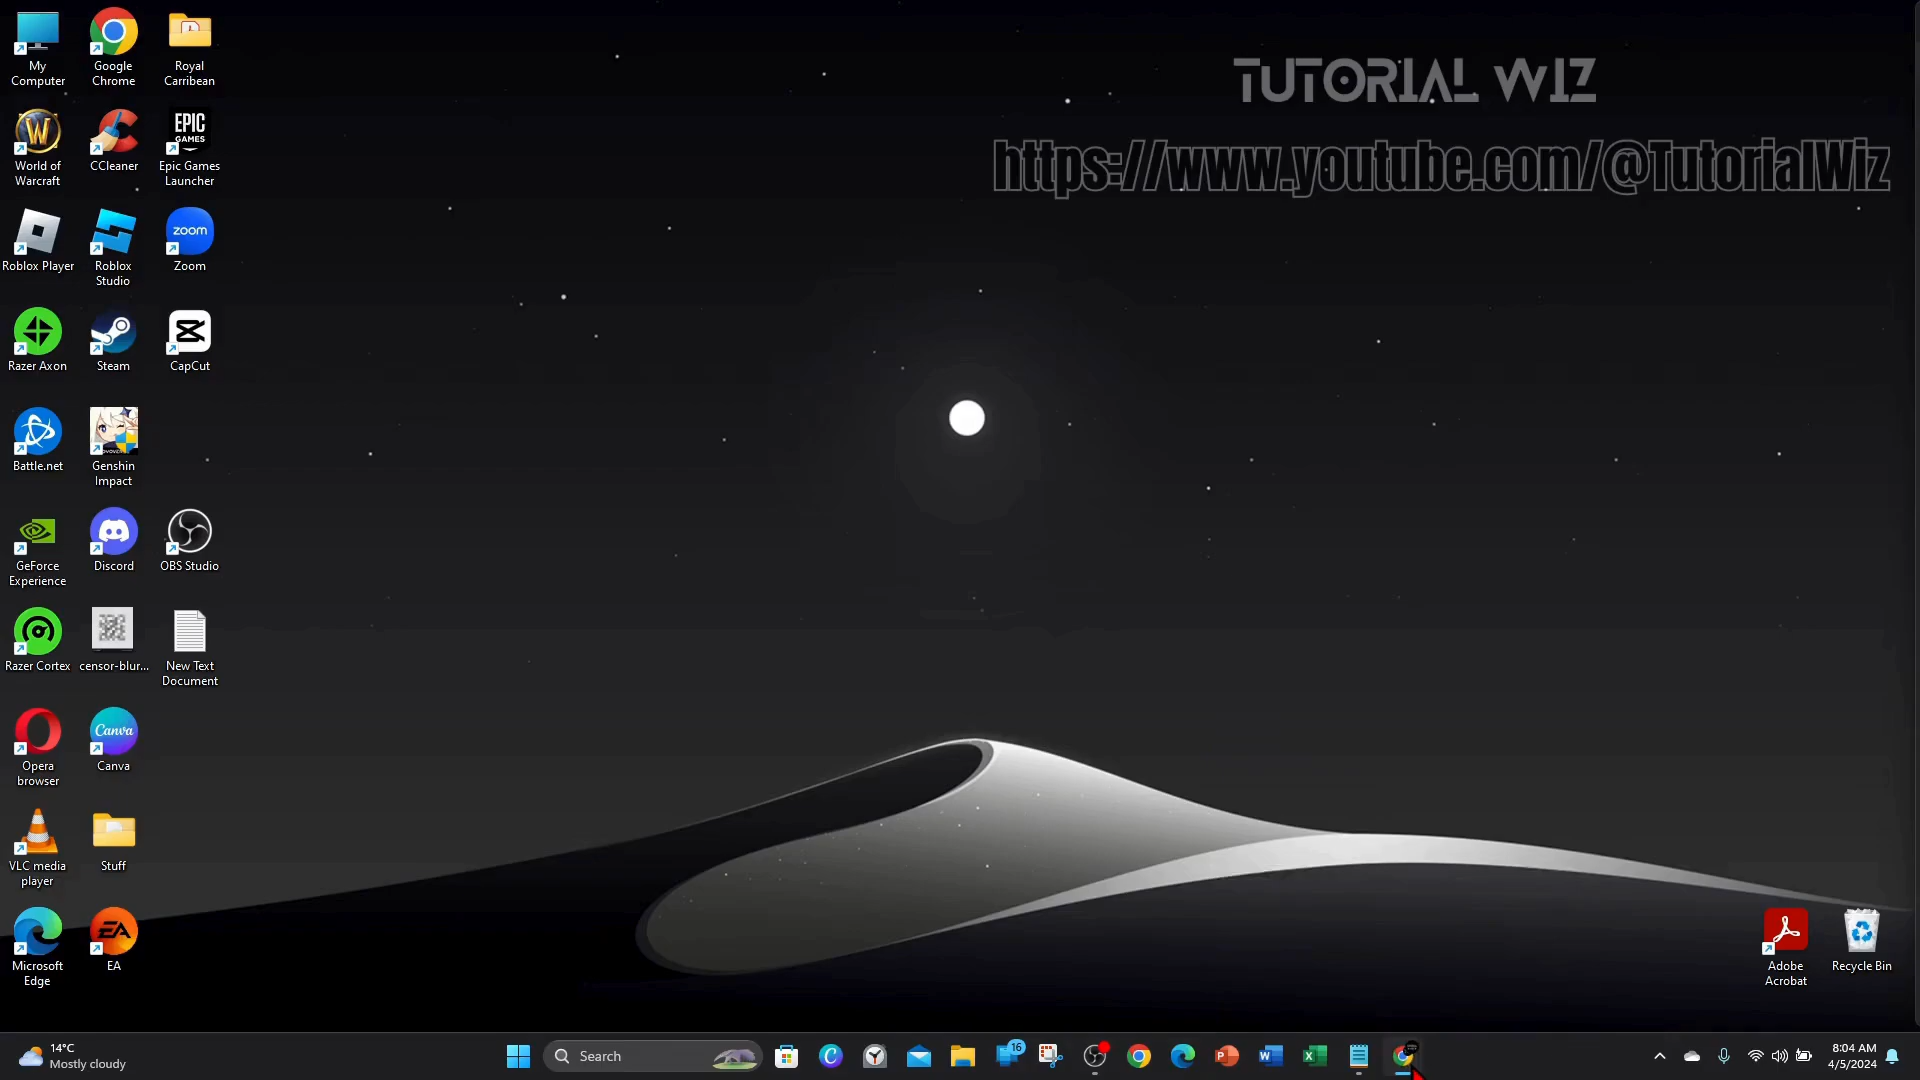 TUTORIAL WIZ
https://www.youtube.com/@TutorialWiz
My
Computer
Google
Chrome
Royal
Carribean
World of
Warcraft
CCleaner
EPIC
GAMES
Epic Games
Launcher
Roblox Player
Roblox
Studio
zoom
Zoom
Razer Axon
Steam
CapCut
Battle.net
Genshin
Impact
GeForce
Experience
Discord
OBS Studio
Razer Cortex
censor-blur...
New Text
Document
Opera
browser
Canva
Canva
VLC media
player
Stuff
Microsoft
Edge
EA
EA
Adobe
Acrobat
Recycle Bin
14°C
Mostly cloudy
Search
16
8:04 AM
4/5/2024